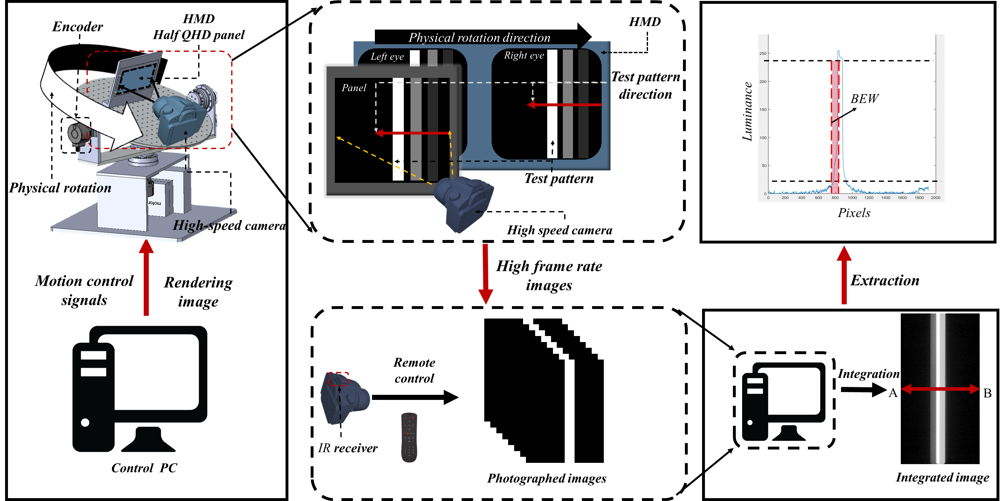 Encoder
HMD
Half QHD panel
Physical rotation
motor
High-speed camera
Motion control
signals
Rendering
image
Control PC
Physical rotation direction
HMD
Left eye
Right eye
Panel
Test pattern
direction
Test pattern
High speed camera
High frame rate
images
Remote
control
IR receiver
Photographed images
Luminance
250
200
150
100
50
0
BEW
0 200 400 600 800 1000 1200 1400 1600 1800 2000
Pixels
Extraction
Integration
A
B
Integrated image